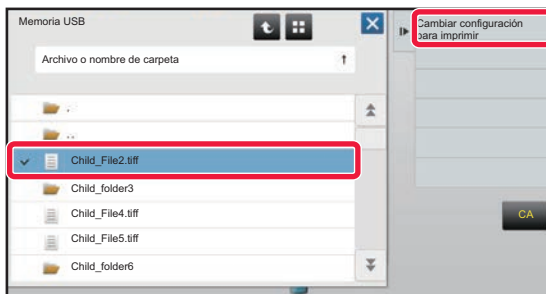 Memoria USB
Archivo o nombre de carpeta
.
..
Child_File2.tiff
Child_folder3
Child_File4.tiff
Child_File5.tiff
Child_folder6
Cambiar configuración
para imprimir
CA